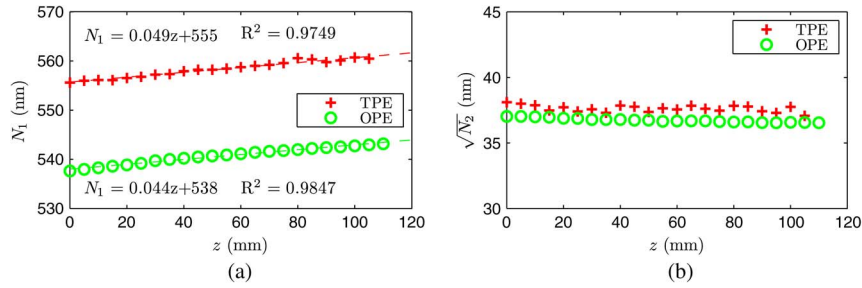 N₁ = 0.049z+555 R² = 0.9749
TPE
OPE
N₁ = 0.044z+538 R² = 0.9847
N₁ (nm)
570
560
550
540
530
0 20 40 60 80 100 120
z (mm)
(a)
TPE
OPE
√N₂ (nm)
45
40
35
30
0 20 40 60 80 100 120
z (mm)
(b)